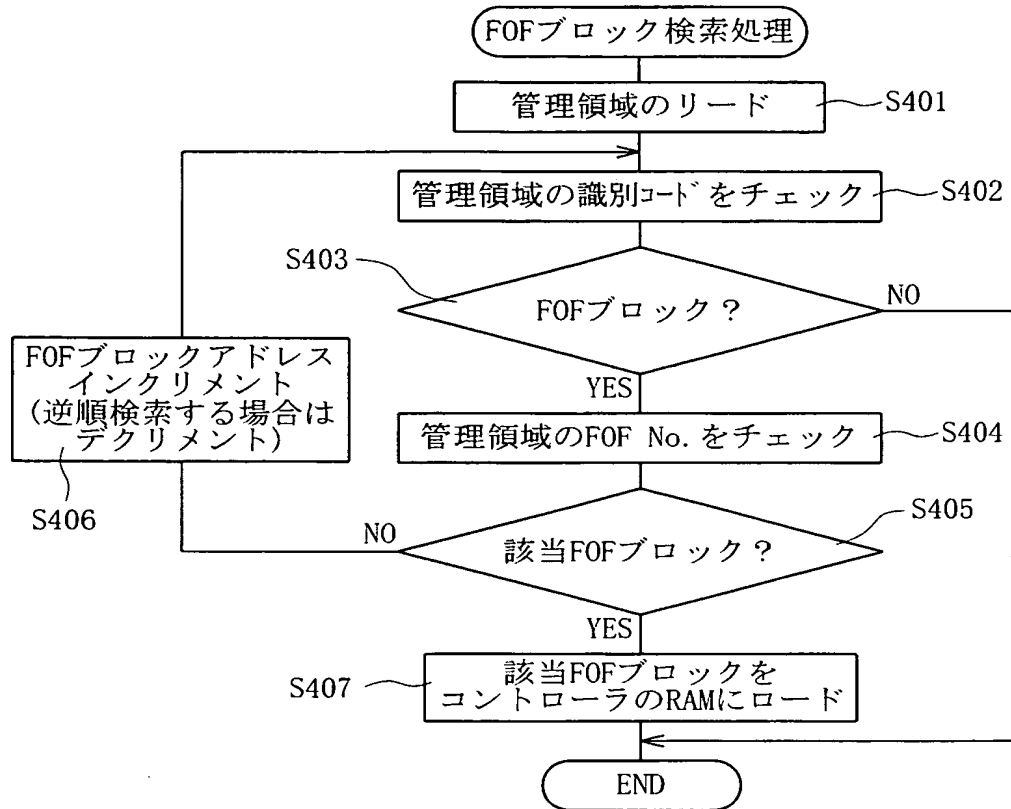 FOFブロック検索処理
管理領域のリード
S401
管理領域の識別コードをチェック
S402
S403
FOFブロック？
NO
YES
FOFブロックアドレス
インクリメント
(逆順検索する場合は
デクリメント)
S406
管理領域のFOF No.をチェック
S404
S405
NO
該当FOFブロック？
YES
S407
該当FOFブロックを
コントローラのRAMにロード
END